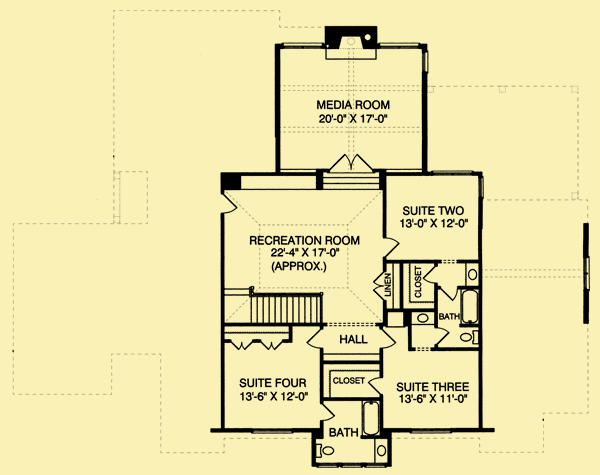 MEDIA ROOM
20'-0" X 17'-0"
SUITE TWO
13'-0" X 12'-0"
RECREATION ROOM
22'-4" X 17'-0"
(APPROX.)
LINEN
CLOSET
BATH
HALL
SUITE FOUR
13'-6" X 12'-0"
CLOSET
SUITE THREE
13'-6" X 11'-0"
BATH